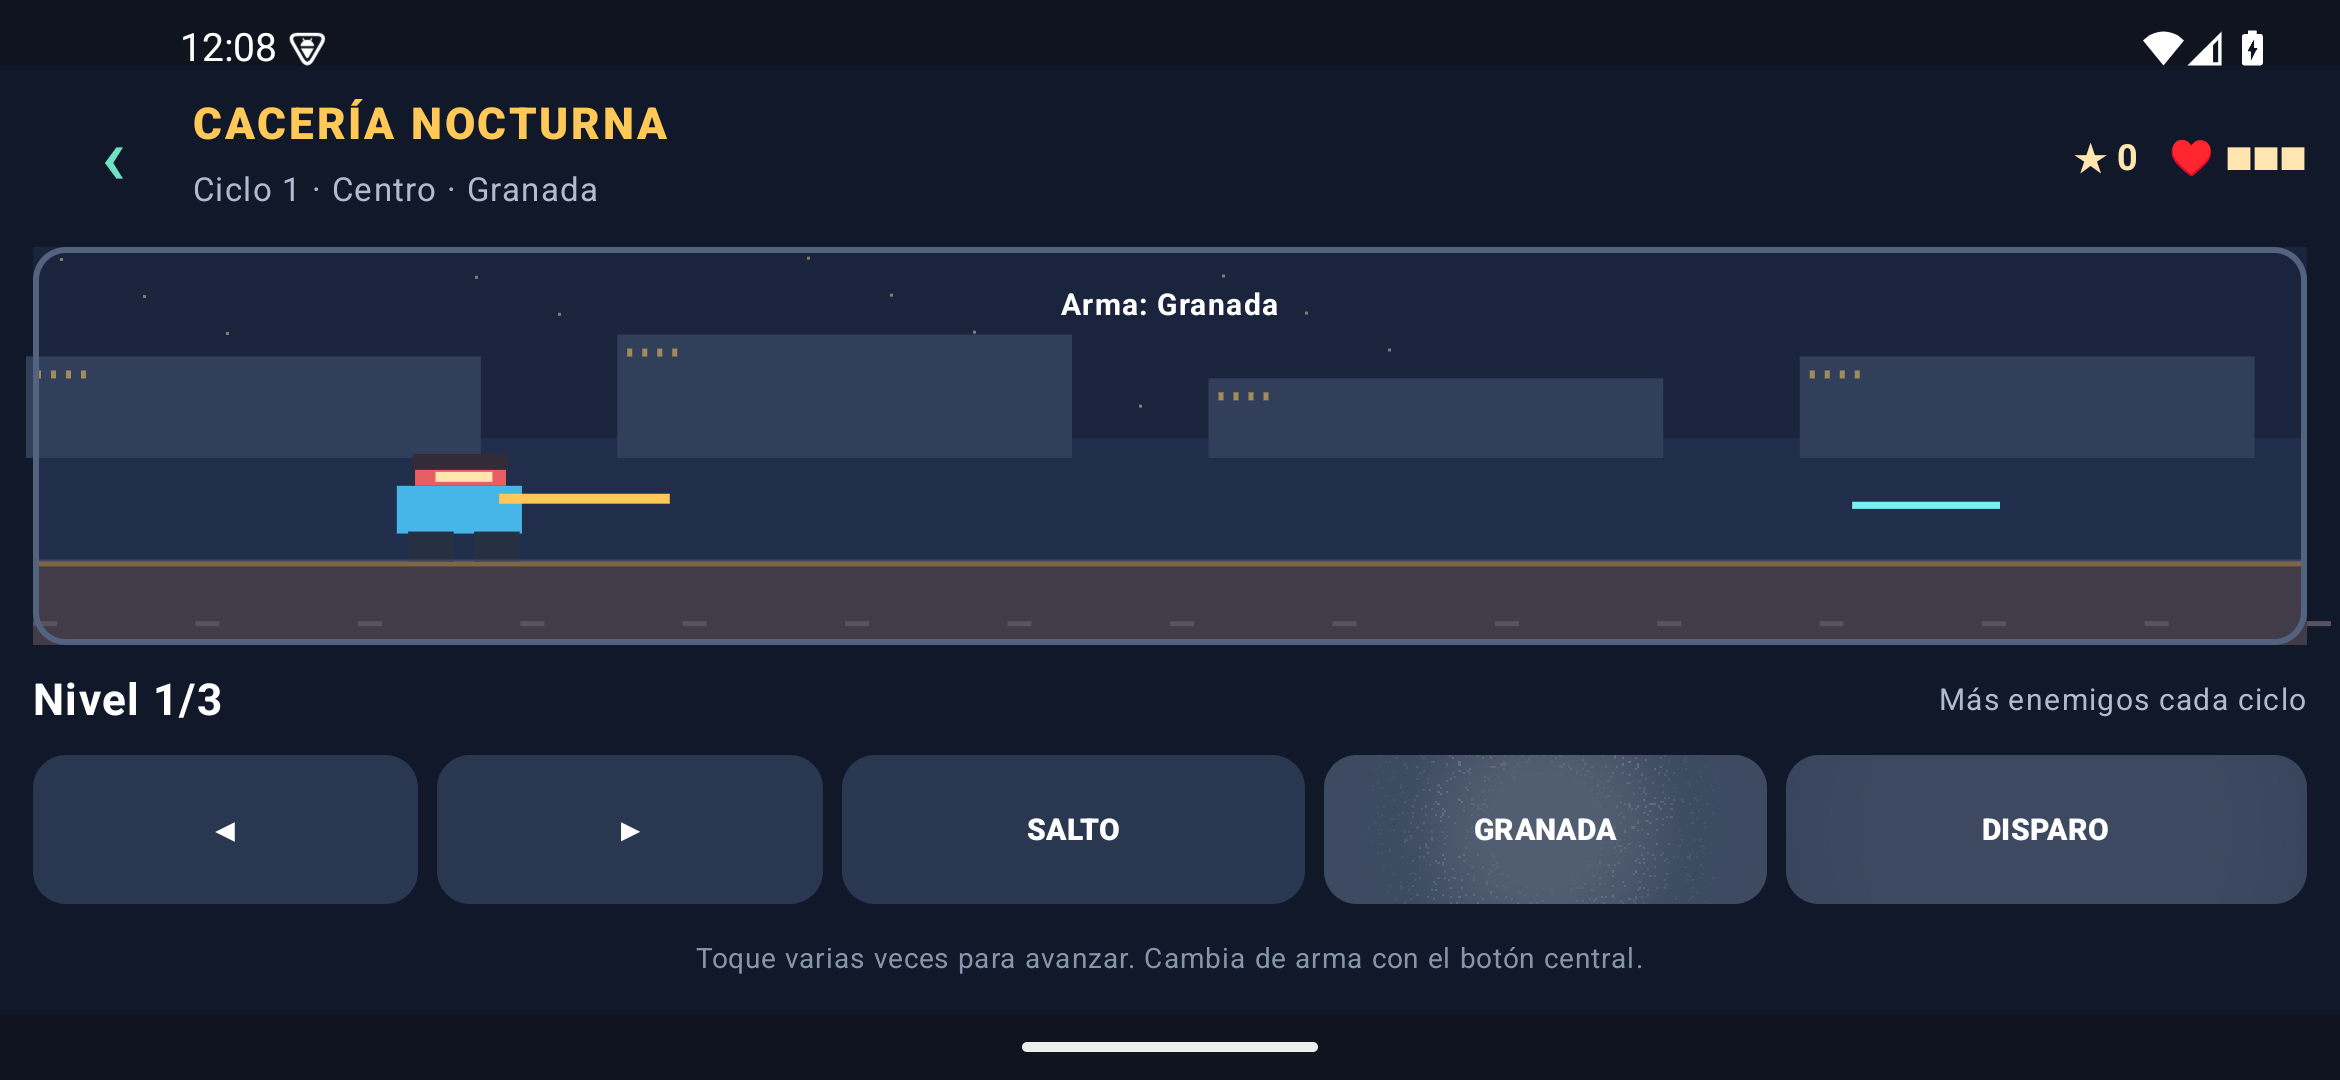 12:08
CACERÍA NOCTURNA
Ciclo 1 · Centro · Granada
★ 0 ❤️ ■■■
Arma: Granada
Nivel 1/3
Más enemigos cada ciclo
◀ ▶ SALTO GRANADA DISPARO
Toque varias veces para avanzar. Cambia de arma con el botón central.